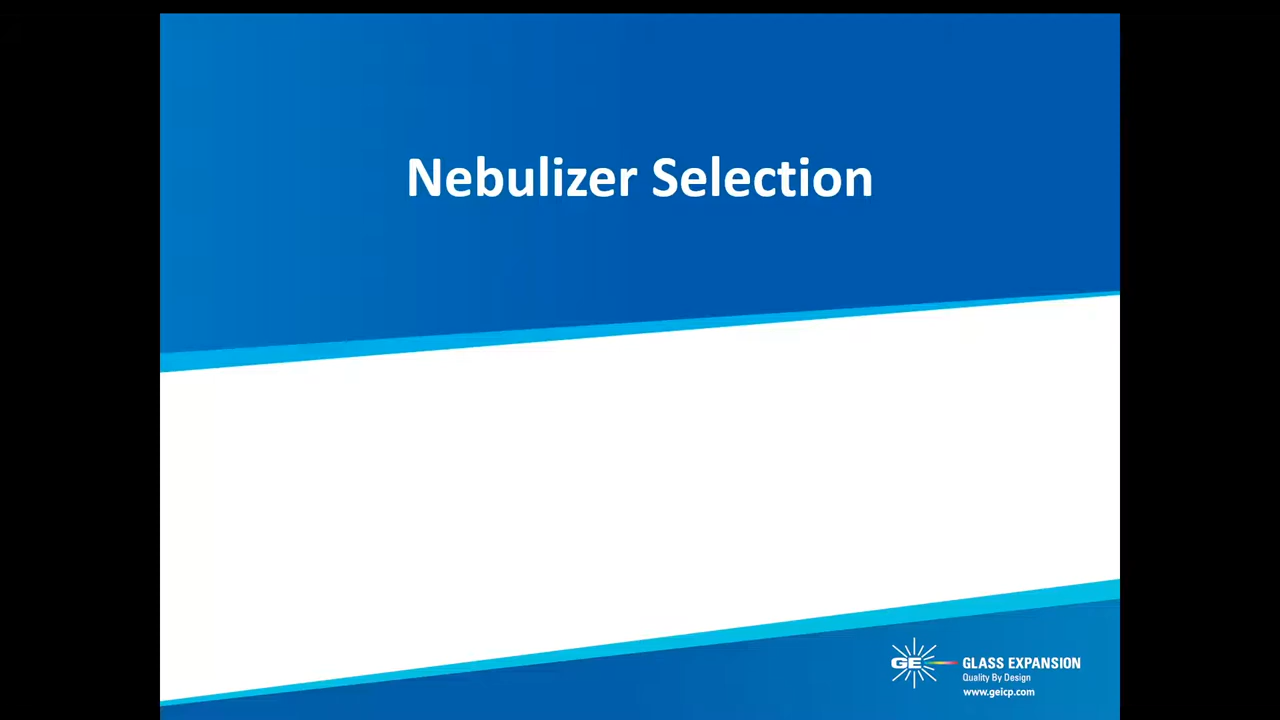 Nebulizer Selection
GE
GLASS EXPANSION
Quality By Design
www.geicp.com